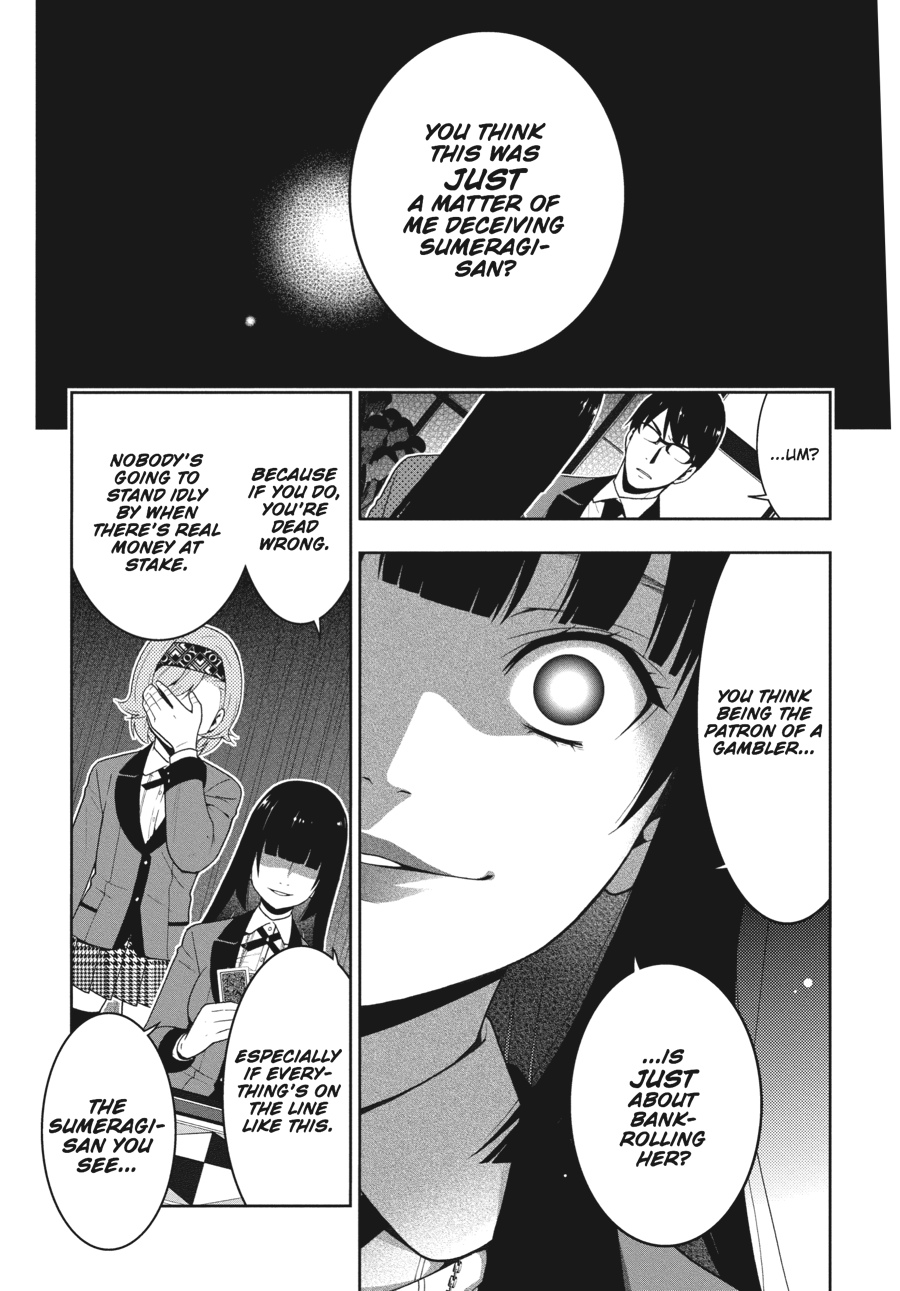 YOU THINK
THIS WAS
JUST
A MATTER OF
ME DECEIVING
SUMERAGI-
SAN?
...UM?
YOU THINK
BEING THE
PATRON OF A
GAMBLER...
...IS
JUST
ABOUT
BANK-
ROLLING
HER?
BECAUSE
IF YOU DO,
YOU'RE
DEAD
WRONG.
NOBODY'S
GOING TO
STAND IDLY
BY WHEN
THERE'S REAL
MONEY AT
STAKE.
ESPECIALLY
IF EVERY-
THING'S ON
THE LINE
LIKE THIS.
THE
SUMERAGI-
SAN YOU
SEE...